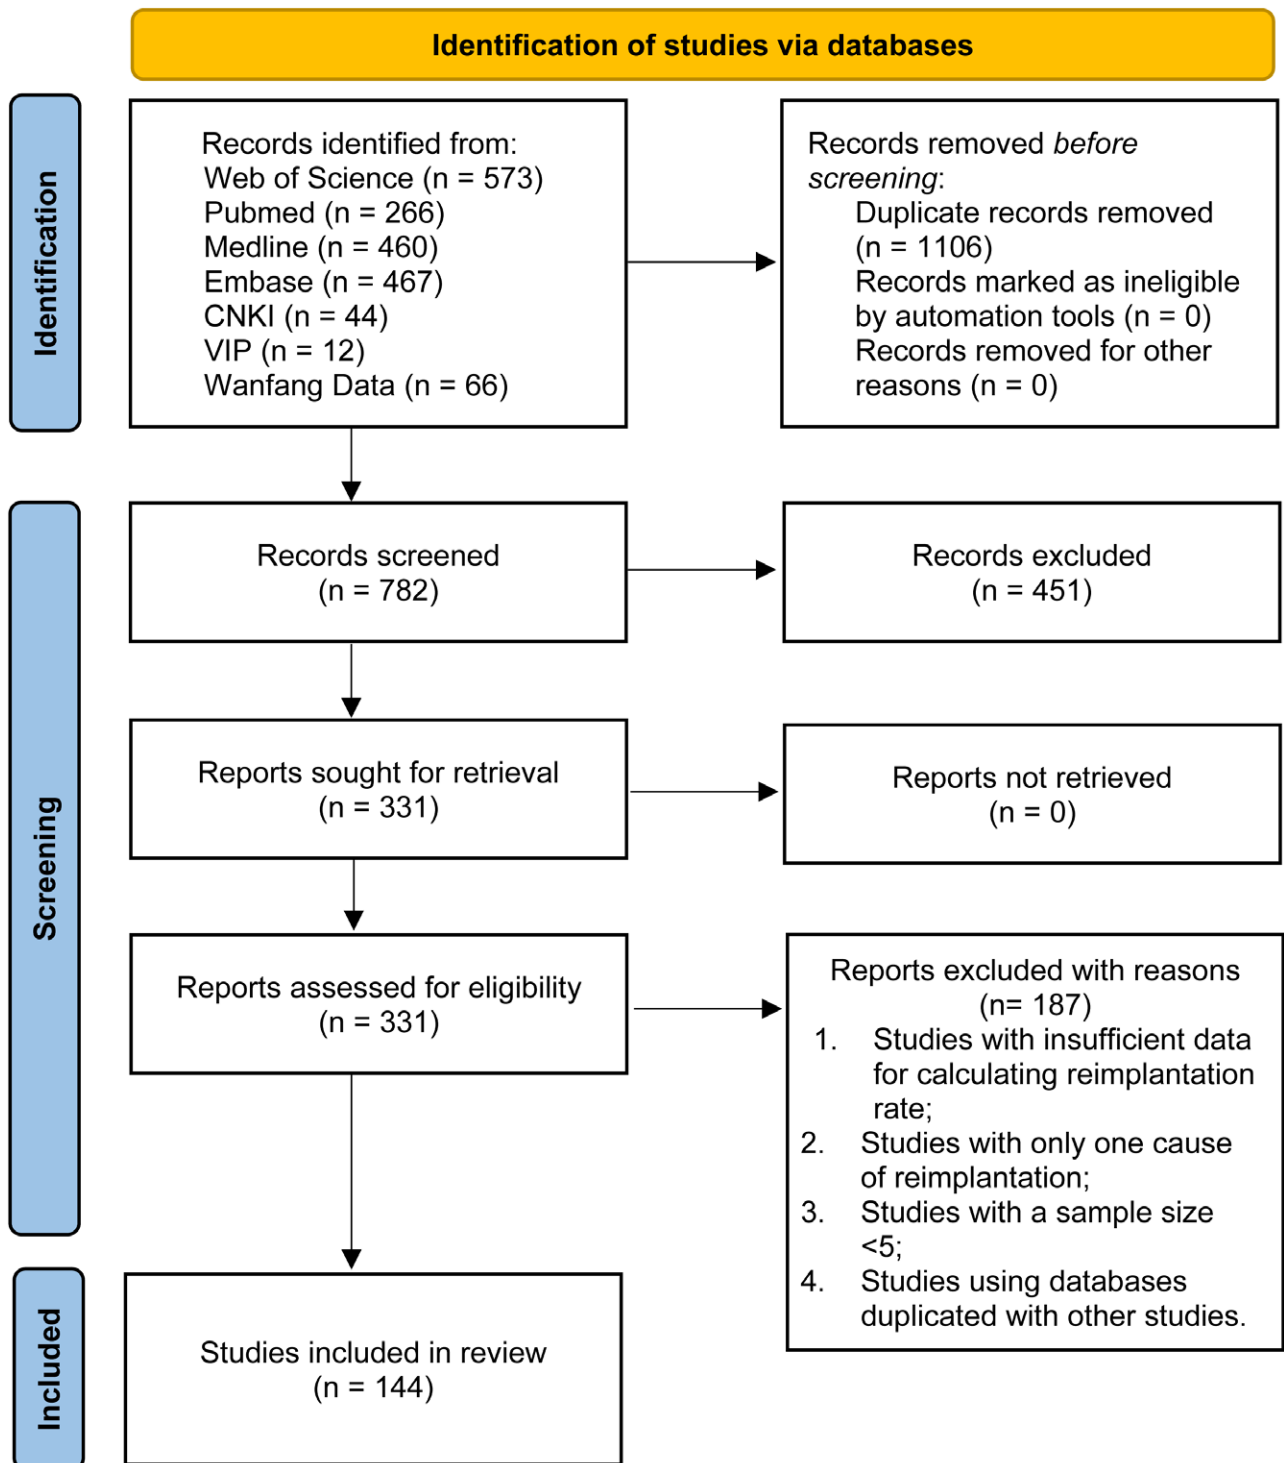 Identification of studies via databases
Identification
Records identified from:
Web of Science (n = 573)
Pubmed (n = 266)
Medline (n = 460)
Embase (n = 467)
CNKI (n = 44)
VIP (n = 12)
Wanfang Data (n = 66)
Records removed before
screening:
Duplicate records removed
(n = 1106)
Records marked as ineligible
by automation tools (n = 0)
Records removed for other
reasons (n = 0)
Screening
Records screened
(n = 782)
Records excluded
(n = 451)
Reports sought for retrieval
(n = 331)
Reports not retrieved
(n = 0)
Reports assessed for eligibility
(n = 331)
Reports excluded with reasons
(n= 187)
1. Studies with insufficient data
for calculating reimplantation
rate;
2. Studies with only one cause
of reimplantation;
3. Studies with a sample size
<5;
4. Studies using databases
duplicated with other studies.
Included
Studies included in review
(n = 144)